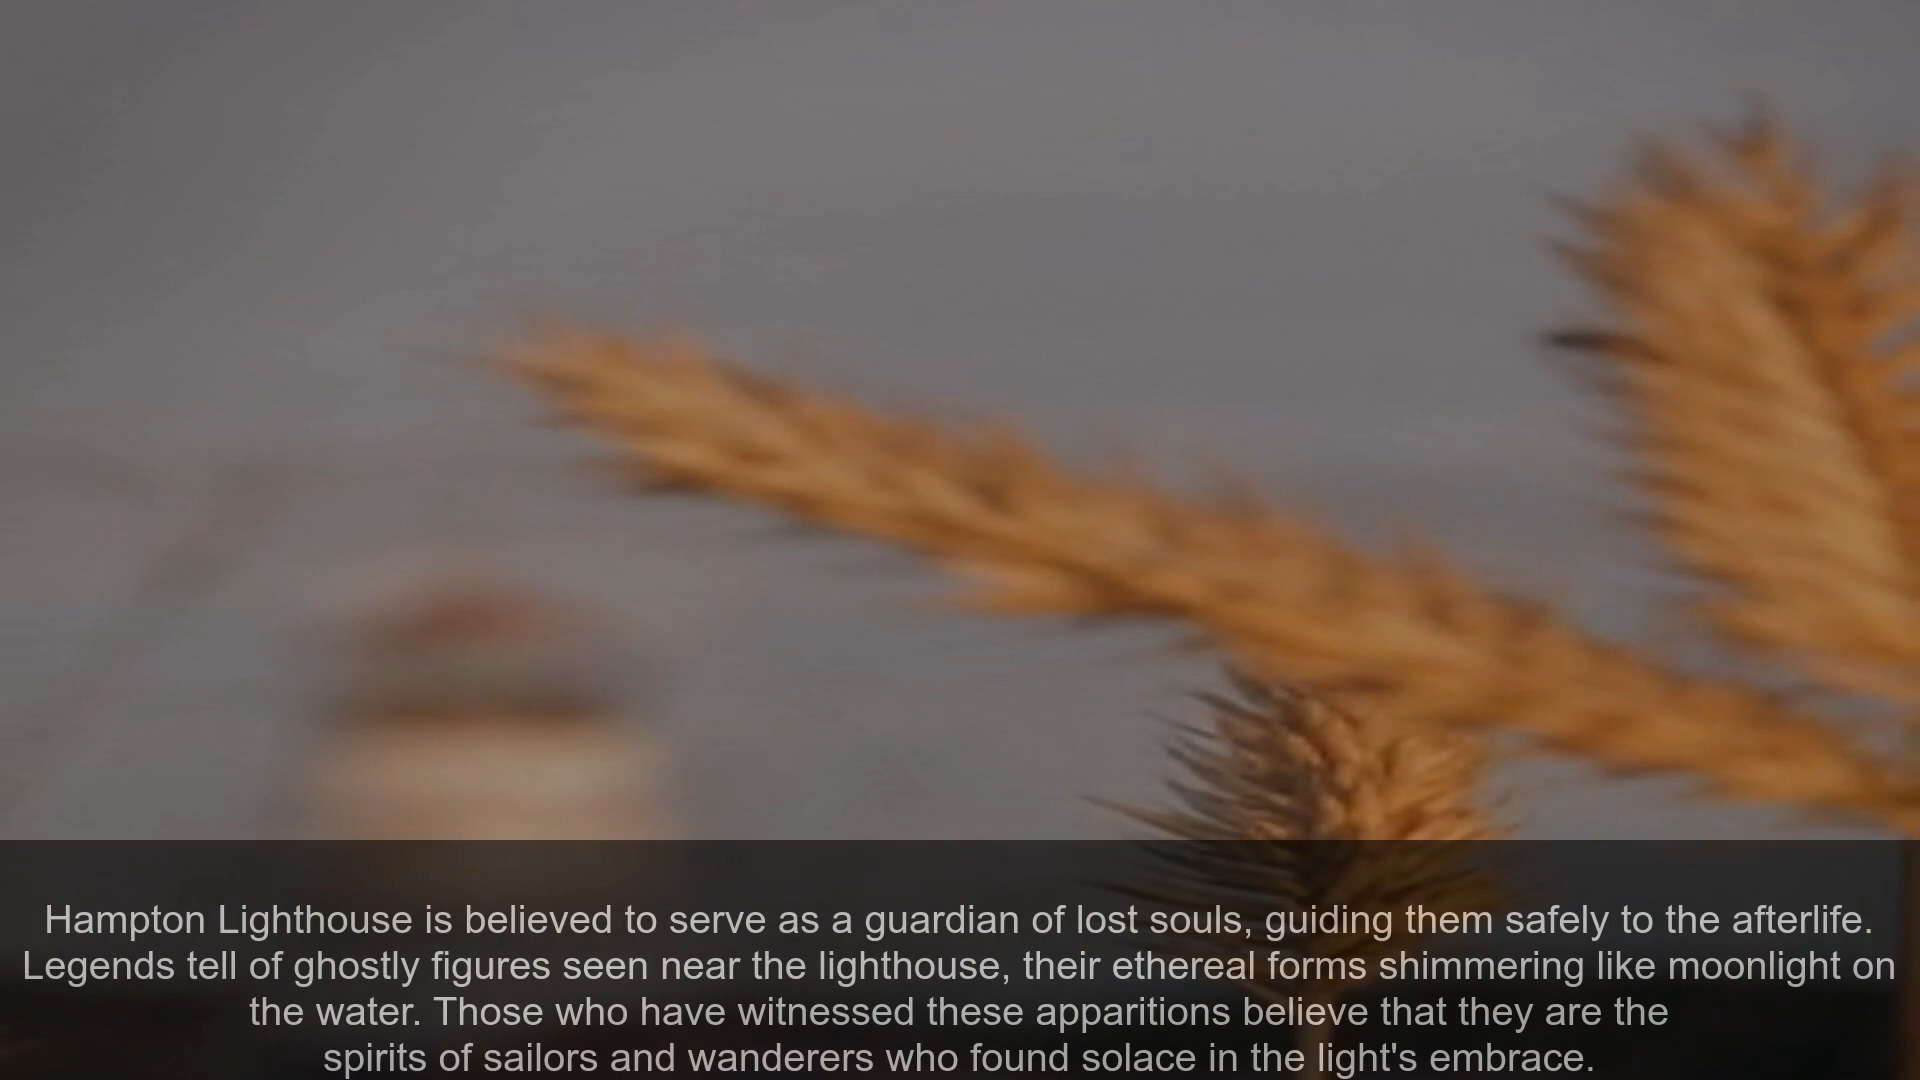 Hampton Lighthouse is believed to serve as a guardian of lost souls, guiding them safely to the afterlife.
Legends tell of ghostly figures seen near the lighthouse, their ethereal forms shimmering like moonlight on
the water. Those who have witnessed these apparitions believe that they are the
spirits of sailors and wanderers who found solace in the light's embrace.